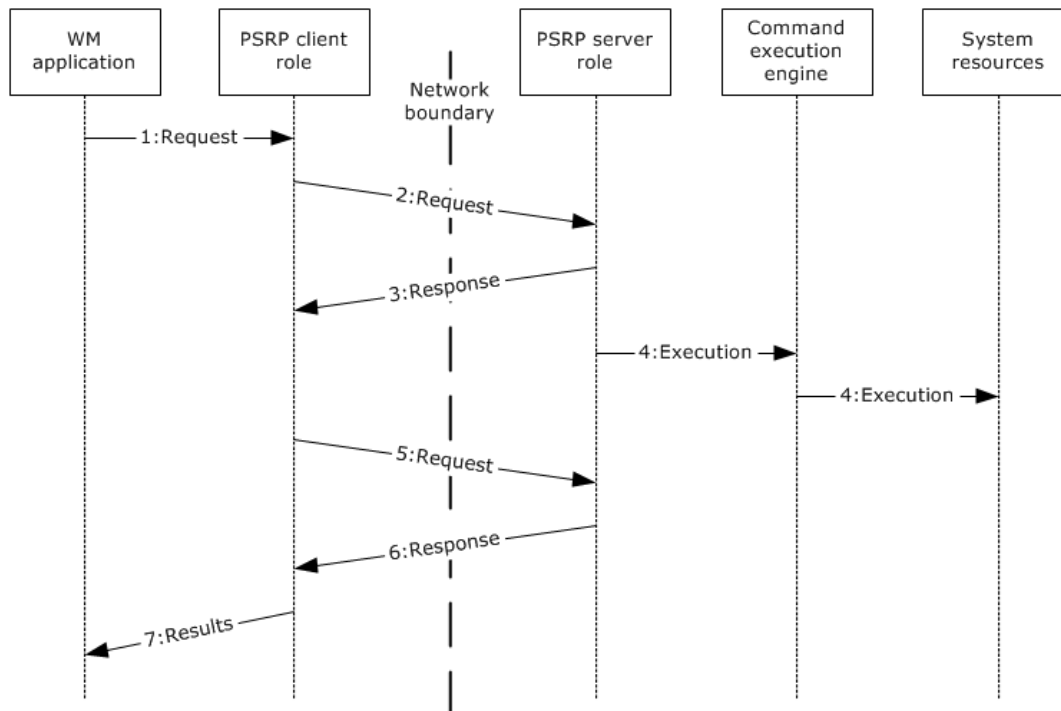 WM
application
PSRP client
role
Network
boundary
PSRP server
role
Command
execution
engine
System
resources
1:Request
2:Request
3:Response
4:Execution
4:Execution
5:Request
6:Response
7:Results